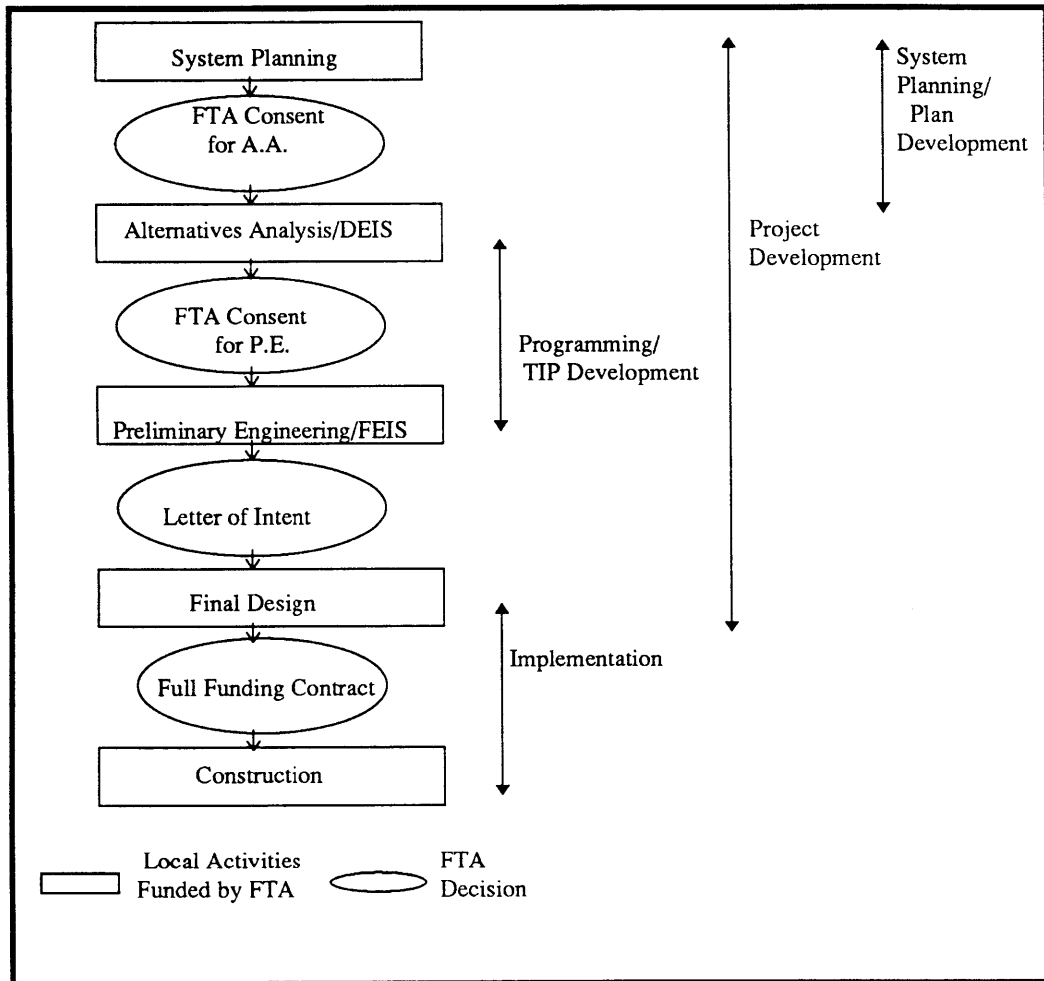 System Planning
FTA Consent
for A.A.
Alternatives Analysis/DEIS
FTA Consent
for P.E.
Preliminary Engineering/FEIS
Letter of Intent
Final Design
Full Funding Contract
Construction
Programming/
TIP Development
Implementation
Project
Development
System
Planning/
Plan
Development
Local Activities
Funded by FTA
FTA
Decision